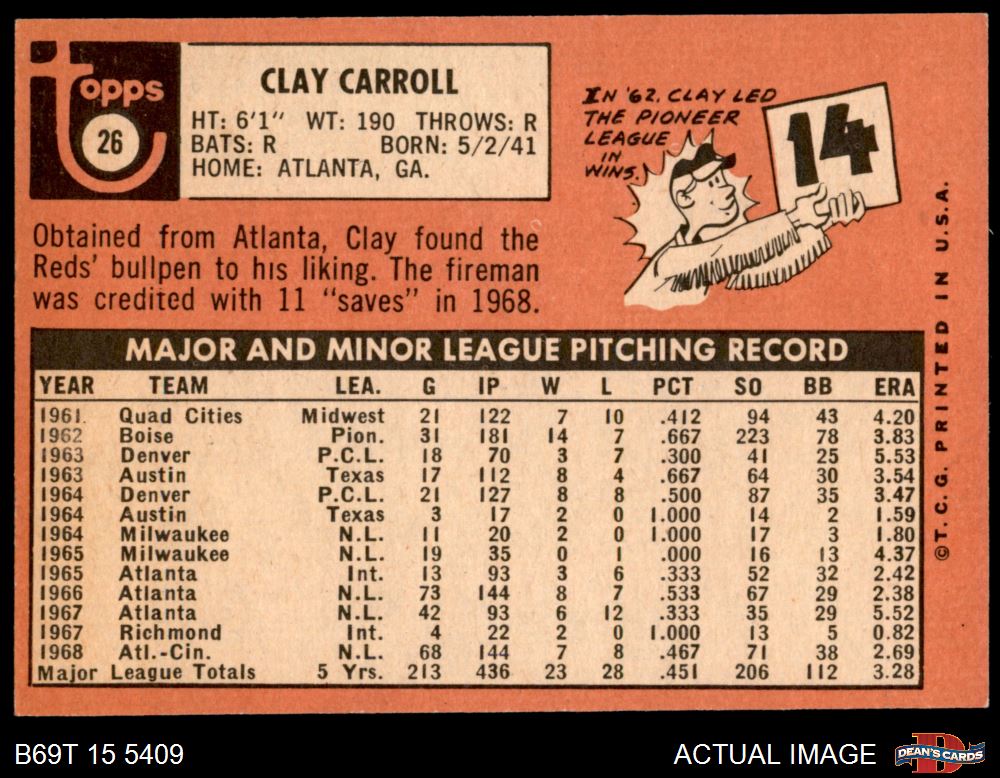 topps
26
CLAY CARROLL
HT: 6'1" WT: 190 THROWS: R
BATS: R BORN: 5/2/41
HOME: ATLANTA, GA.
IN '62, CLAY LED
THE PIONEER
LEAGUE
IN
WINS.
14
Obtained from Atlanta, Clay found the
Reds' bullpen to his liking. The fireman
was credited with 11 "saves" in 1968.
MAJOR AND MINOR LEAGUE PITCHING RECORD
YEAR TEAM LEA. G IP W L PCT SO BB ERA
1961 Quad Cities Midwest 21 122 7 10 .412 94 43 4.20
1962 Boise Pion. 31 181 14 7 .667 223 78 3.83
1963 Denver P.C.L. 18 70 3 7 .300 41 25 5.53
1963 Austin Texas 17 112 8 4 .667 64 30 3.54
1964 Denver P.C.L. 21 127 8 8 .500 87 35 3.47
1964 Austin Texas 3 17 2 0 1.000 14 2 1.59
1964 Milwaukee N.L. 11 20 2 0 1.000 17 3 1.80
1965 Milwaukee N.L. 19 35 0 1 .000 16 13 4.37
1965 Atlanta Int. 13 93 3 6 .333 52 32 2.42
1966 Atlanta N.L. 73 144 8 7 .533 67 29 2.38
1967 Atlanta N.L. 42 93 6 12 .333 35 29 5.52
1967 Richmond Int. 4 22 2 0 1.000 13 5 0.82
1968 Atl.-Cin. N.L. 68 144 7 8 .467 71 38 2.69
Major League Totals 5 Yrs. 213 436 23 28 .451 206 112 3.28
©T.C.G. PRINTED IN U.S.A.
B69T 15 5409
ACTUAL IMAGE
DEAN'S CARDS